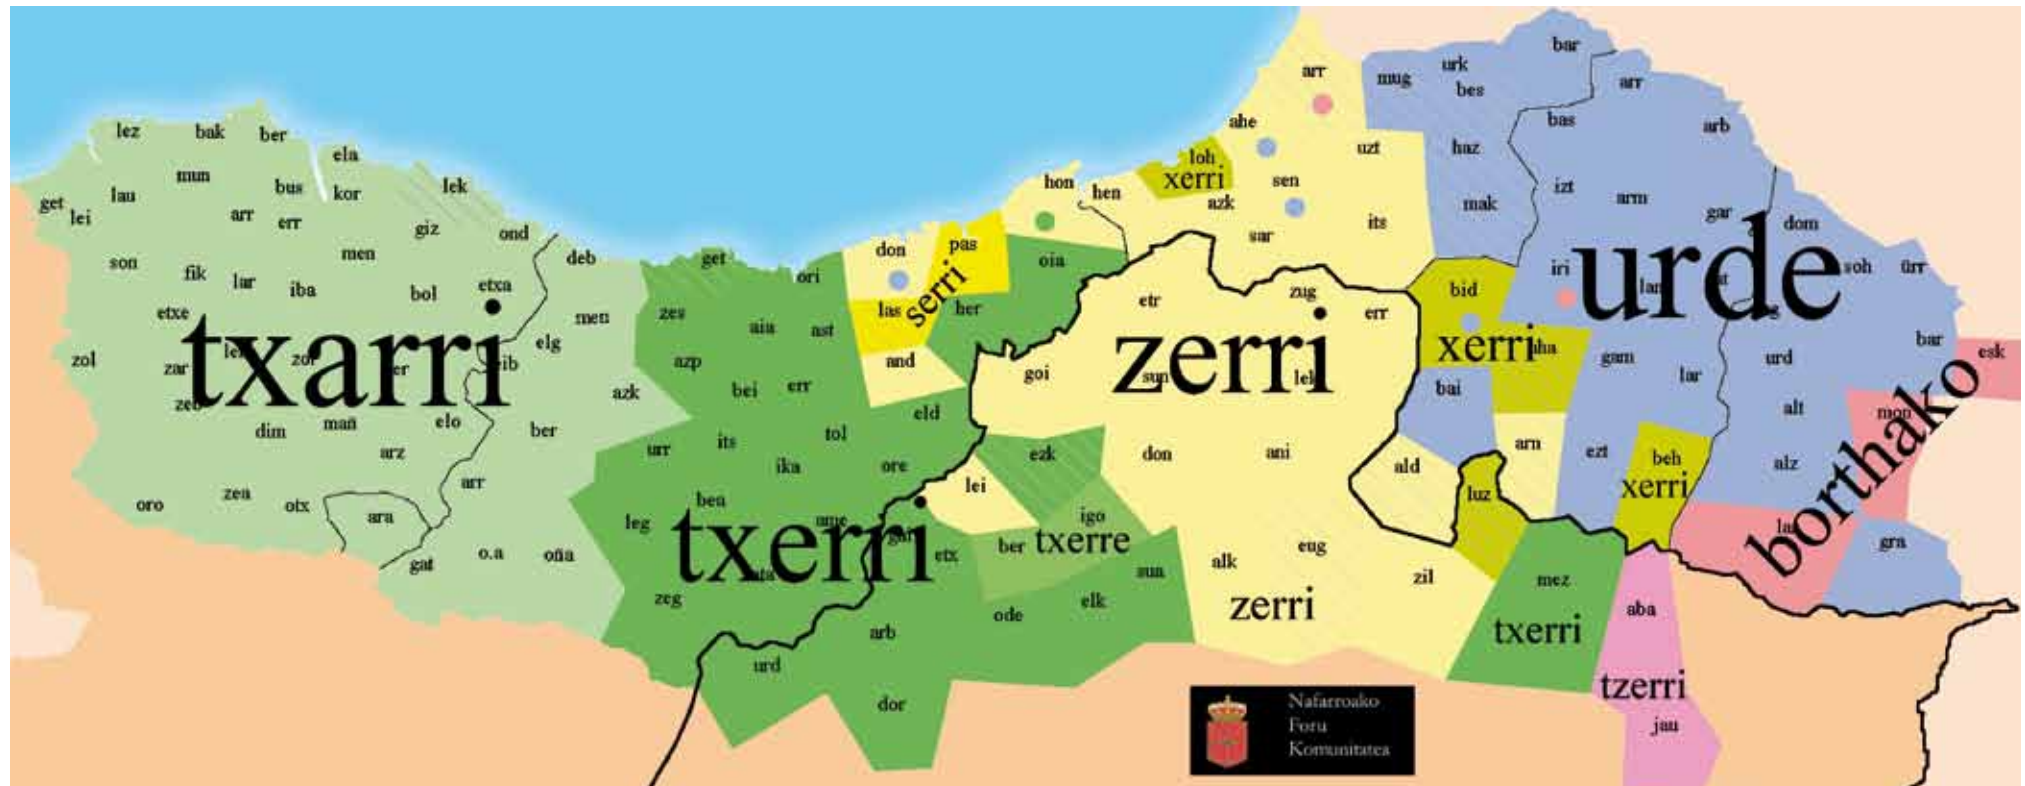 bar
urk
arr
mug
bes
arr
lez
bak
ber
ahe
bas
arb
ela
uzt
haz
loh
mun
xerri
sen
bus
kor
lek
hon
hen
izt
get
lau
azk
mak
arm
lei
arr
err
giz
its
gar
dom
ond
sar
pas
men
don
son
fik
deb
get
oia
lar
iba
ori
iri
soh
ürr
bol
etxa
etr
zug
bid
etxe
zes
men
las
serri
her
err
urde
aia
ast
txarri
elg
zerri
xerri
bar
esk
zol
zar
azp
and
goi
gam
urd
sun
lek
lar
azk
bei
err
bai
dim
mañ
elo
ber
eld
alt
mon
borthako
arz
urr
its
tol
ezk
don
ani
ald
arn
ezt
beh
ika
ore
alz
zea
arr
lei
luz
xerri
oro
otx
ara
leg
ben
txerri
igo
gra
gat
o.a
oña
etx
ber
txerre
eug
alk
zil
sua
mez
zeg
ode
elk
zerri
aba
arb
txerri
urd
tzerri
dor
jau
Nafarroako
Foru
Komunitatea